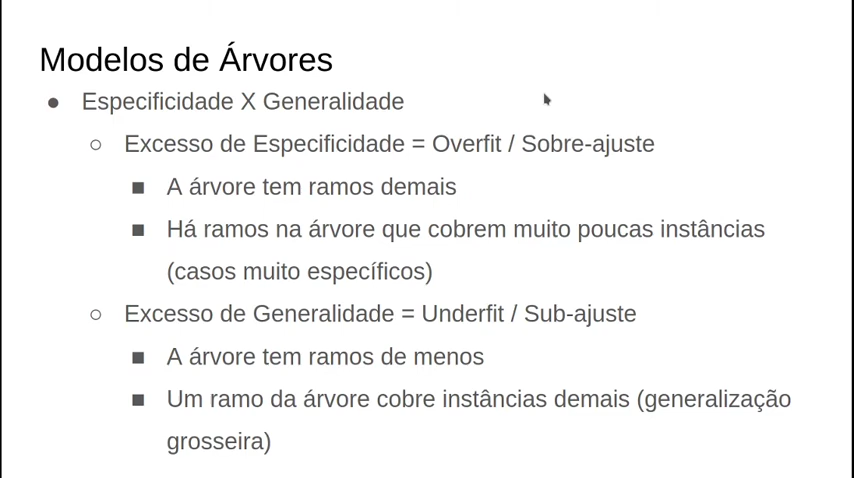 Modelos de Árvores
● Especificidade X Generalidade
○ Excesso de Especificidade = Overfit / Sobre-ajuste
■ A árvore tem ramos demais
■ Há ramos na árvore que cobrem muito poucas instâncias
(casos muito específicos)
○ Excesso de Generalidade = Underfit / Sub-ajuste
■ A árvore tem ramos de menos
■ Um ramo da árvore cobre instâncias demais (generalização
grosseira)